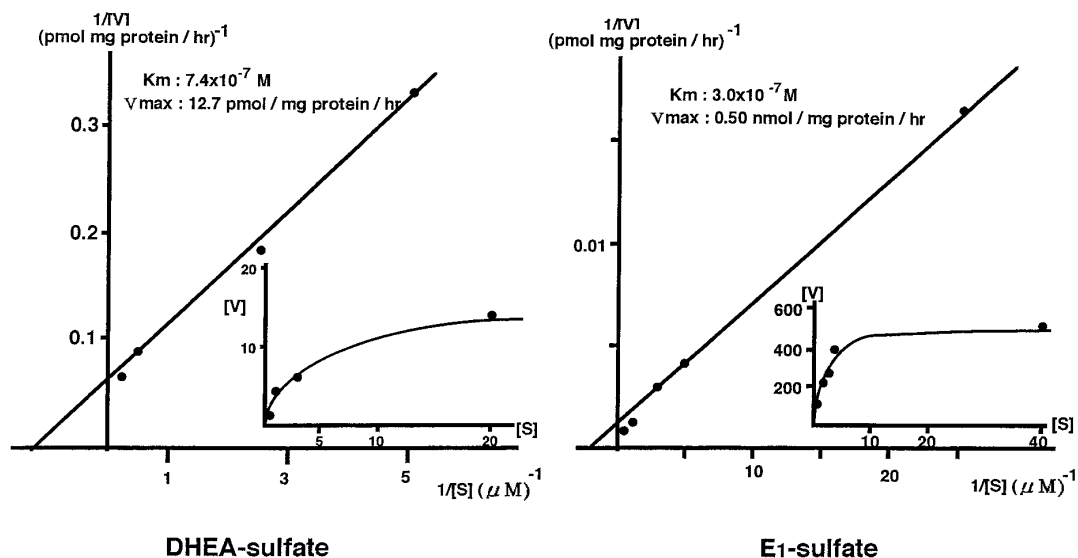 1/[V]
(pmol mg protein / hr)-1
Km : 7.4x10-7 M
Vmax : 12.7 pmol / mg protein / hr
0.3
0.2
0.1
20
[V]
10
5
10
20
[S]
1
3
5
1/[S] (μM)-1
DHEA-sulfate
1/[V]
(pmol mg protein / hr)-1
Km : 3.0x10-7M
Vmax : 0.50 nmol / mg protein / hr
0.01
600
[V]
400
200
10
20
40
[S]
10
20
1/[S] (μM)-1
E1-sulfate